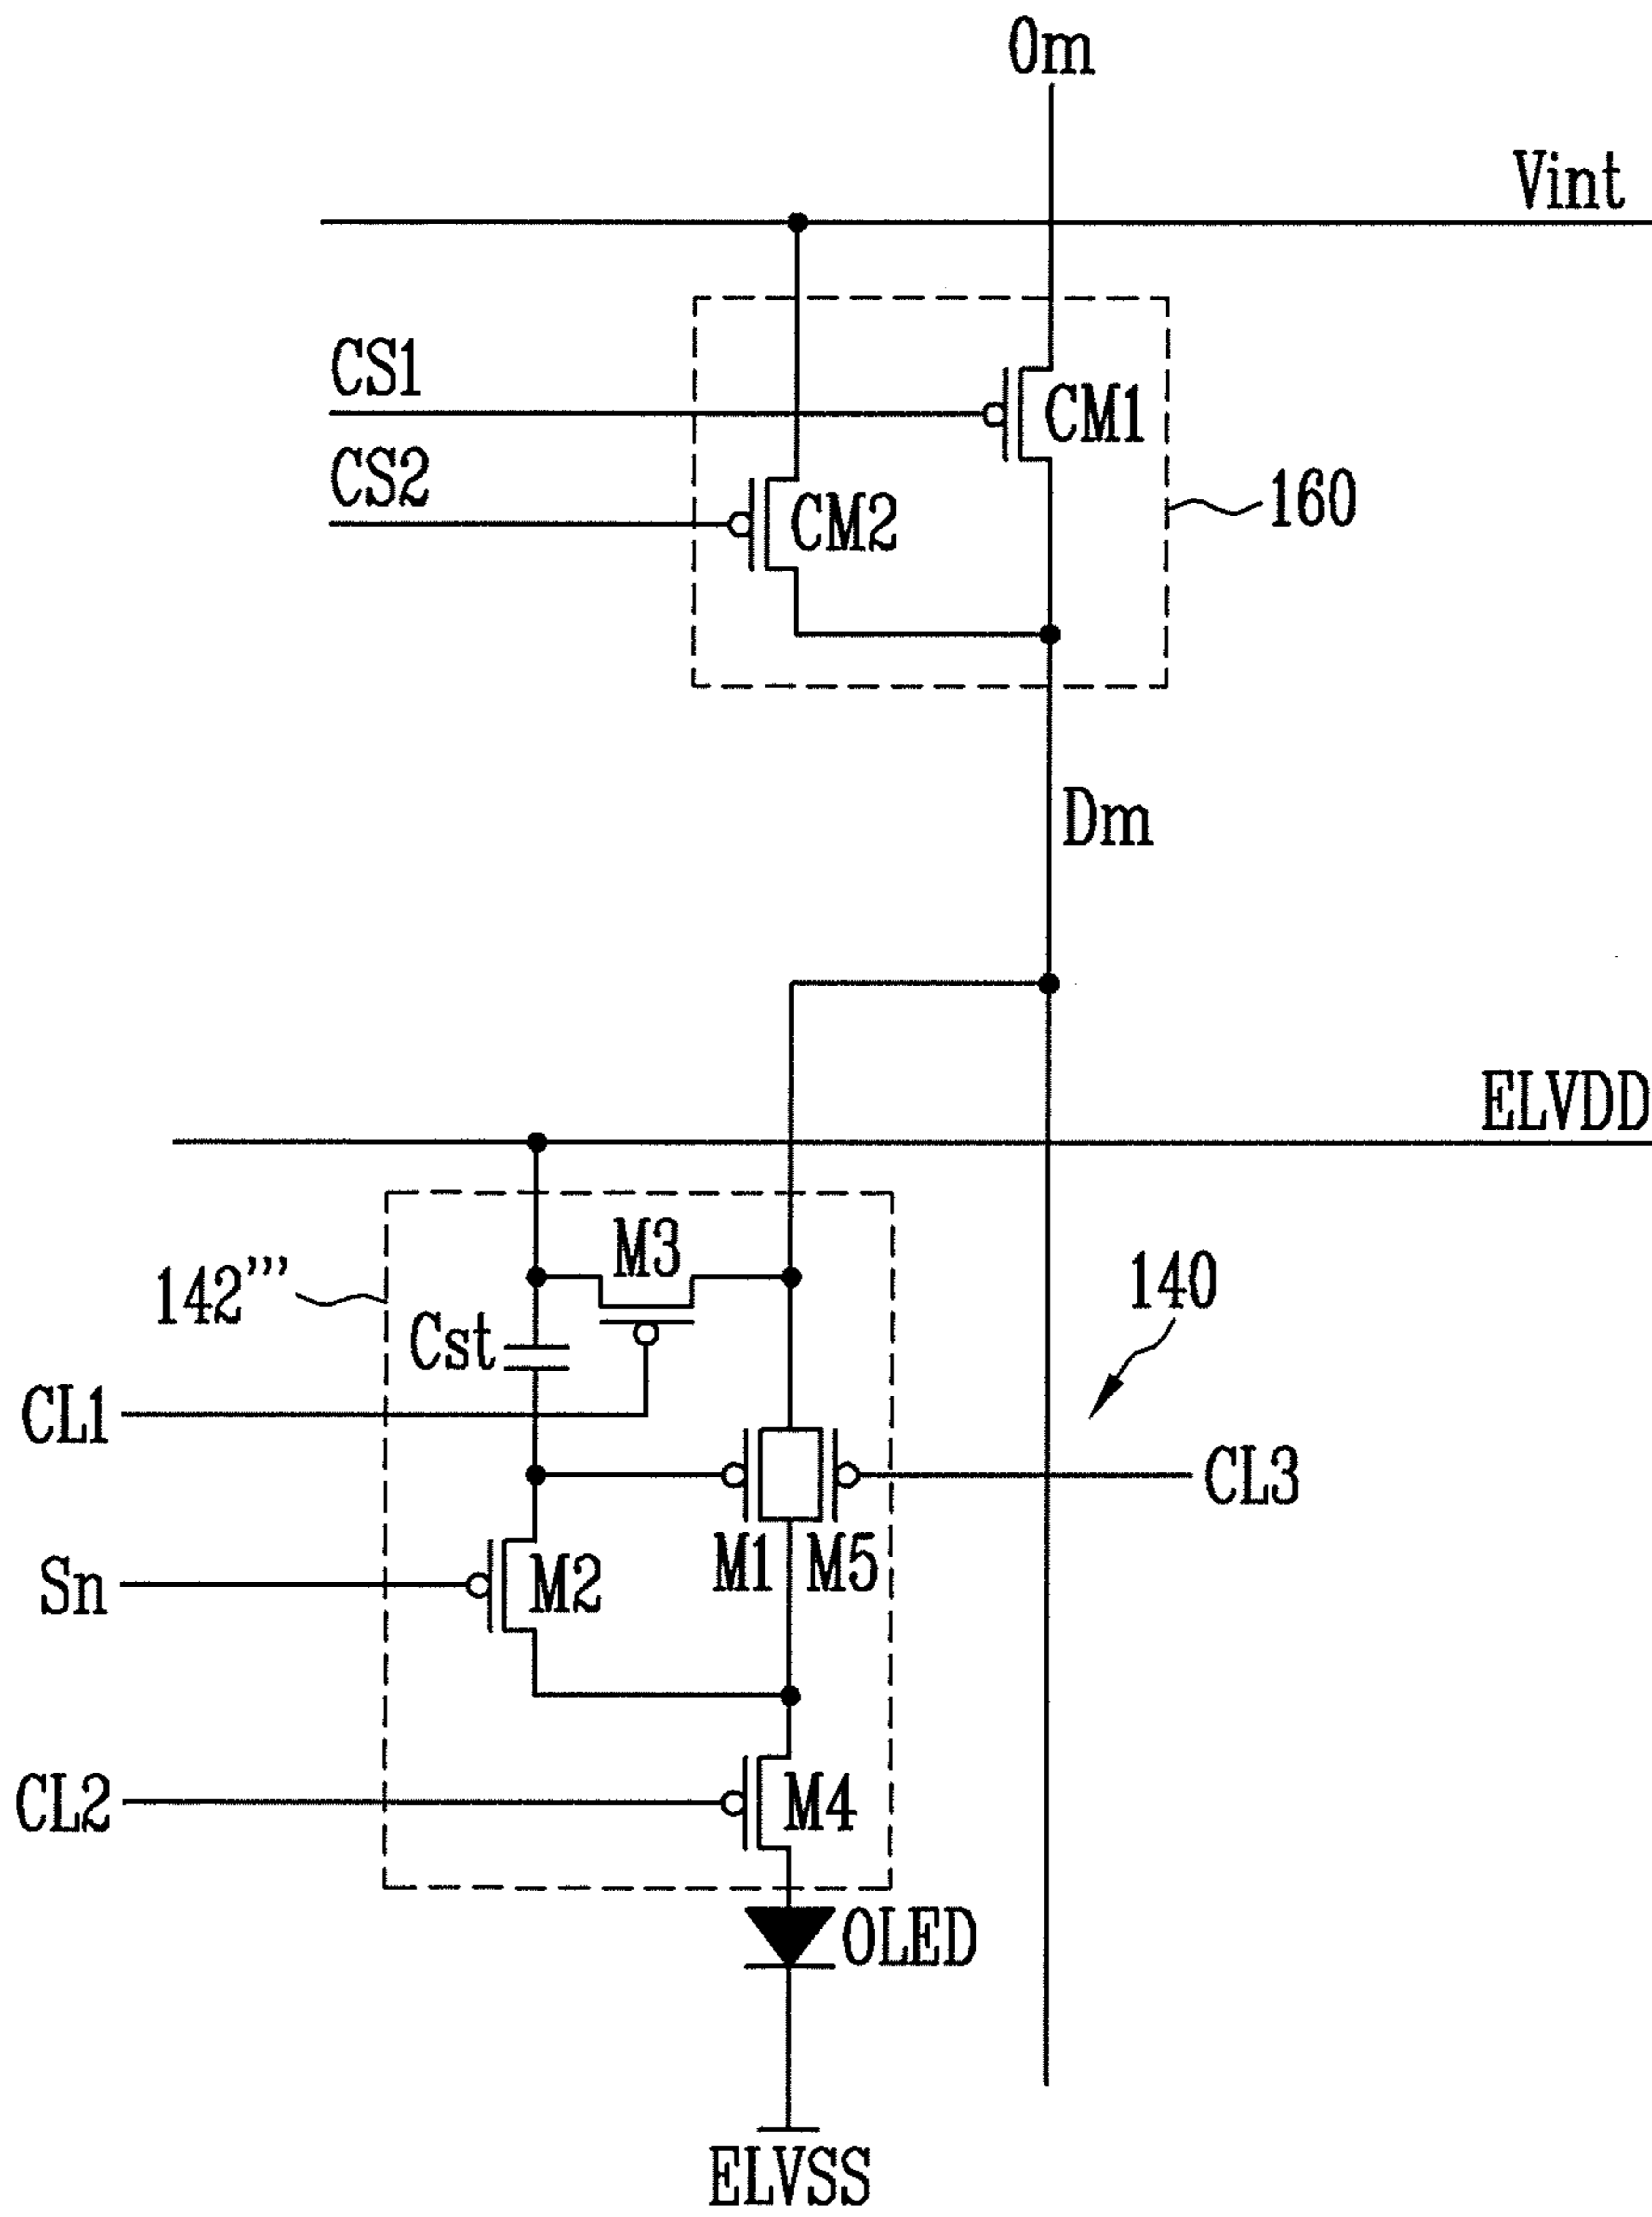 Om
Vint
CS1
CM1
CS2
CM2
160
Dm
ELVDD
M3
142'''
140
Cst
CL1
CL3
M1 M5
Sn
M2
CL2
M4
OLED
ELVSS